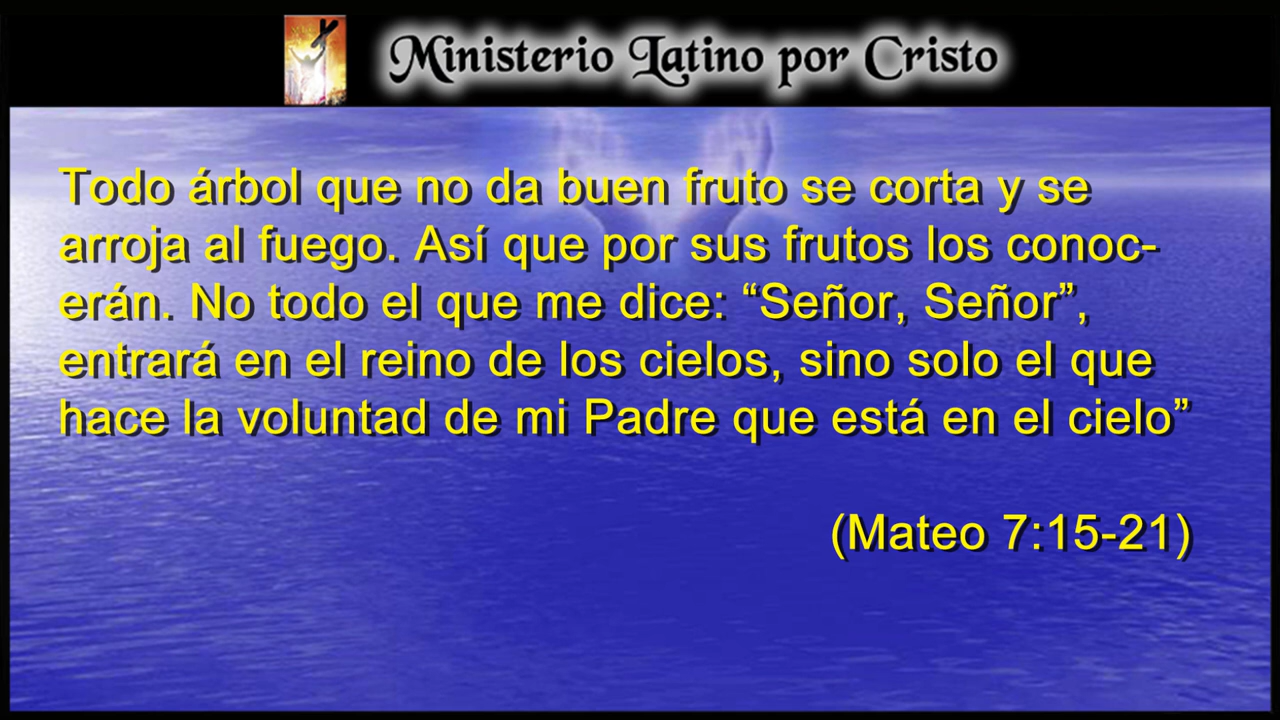 Ministerio Latino por Cristo
Todo árbol que no da buen fruto se corta y se
arroja al fuego. Así que por sus frutos los conoc-
erán. No todo el que me dice: “Señor, Señor”,
entrará en el reino de los cielos, sino solo el que
hace la voluntad de mi Padre que está en el cielo”
(Mateo 7:15-21)